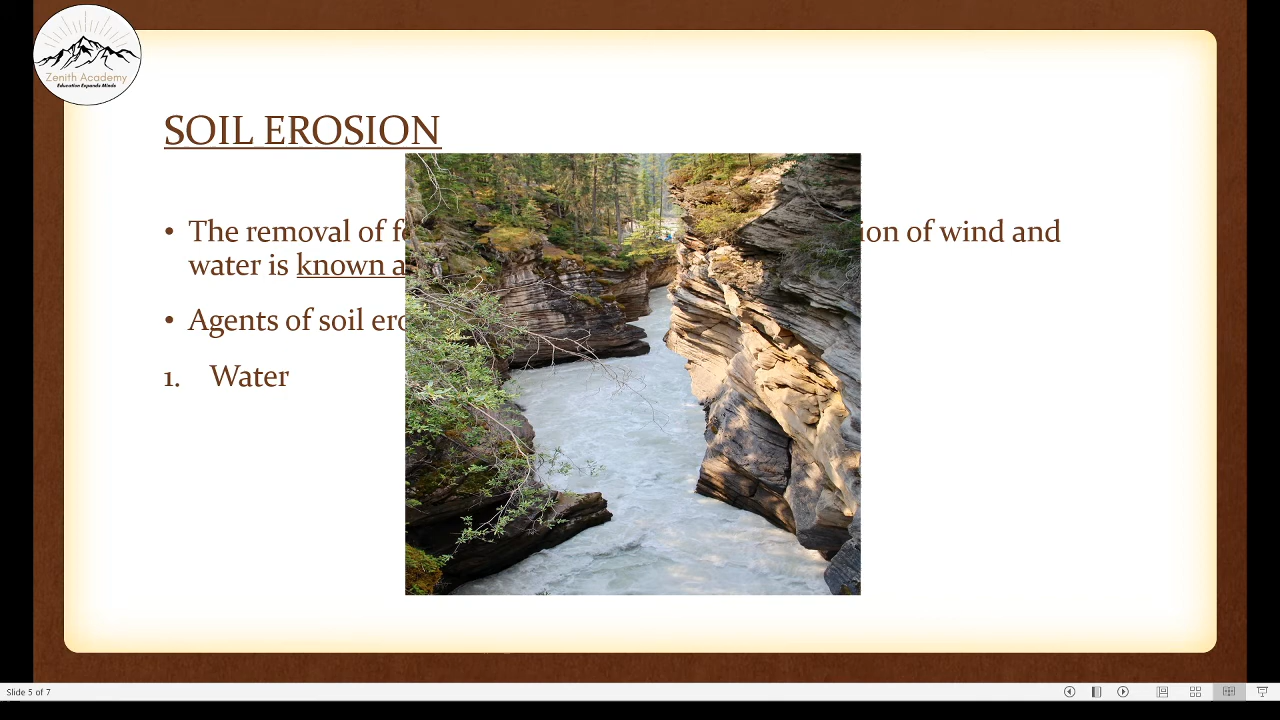 Zenith Academy
Education Expands Minds
SOIL EROSION
• The removal of ion of wind and
water is known a
• Agents of soil ero
1. Water
Slide 5 of 7